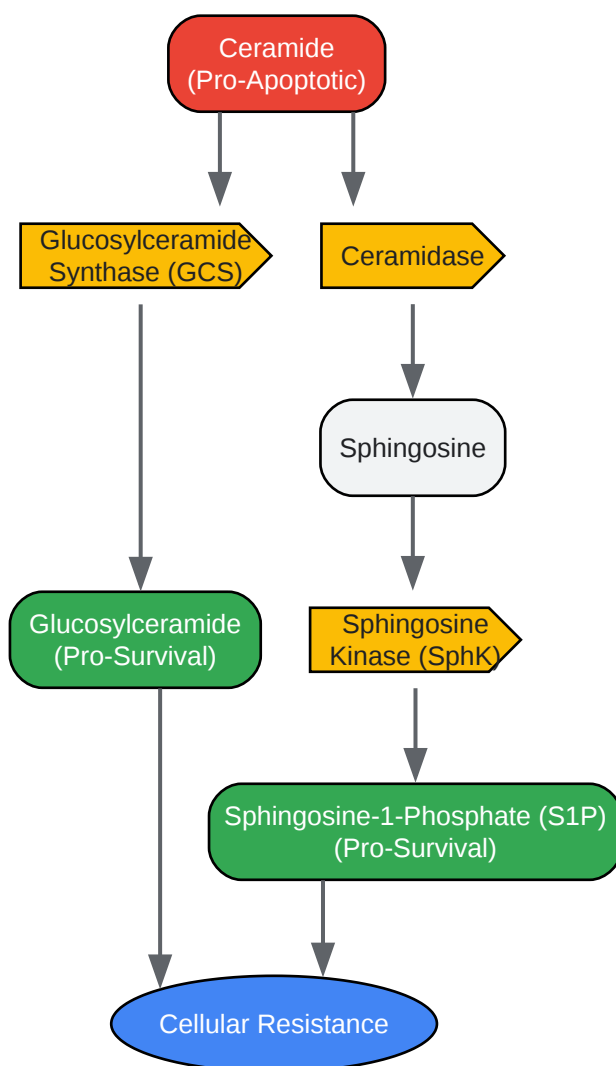 Ceramide
(Pro-Apoptotic)
Glucosylceramide
Synthase (GCS)
Ceramidase
Sphingosine
Glucosylceramide
(Pro-Survival)
Sphingosine
Kinase (SphK)
Sphingosine-1-Phosphate (S1P)
(Pro-Survival)
Cellular Resistance